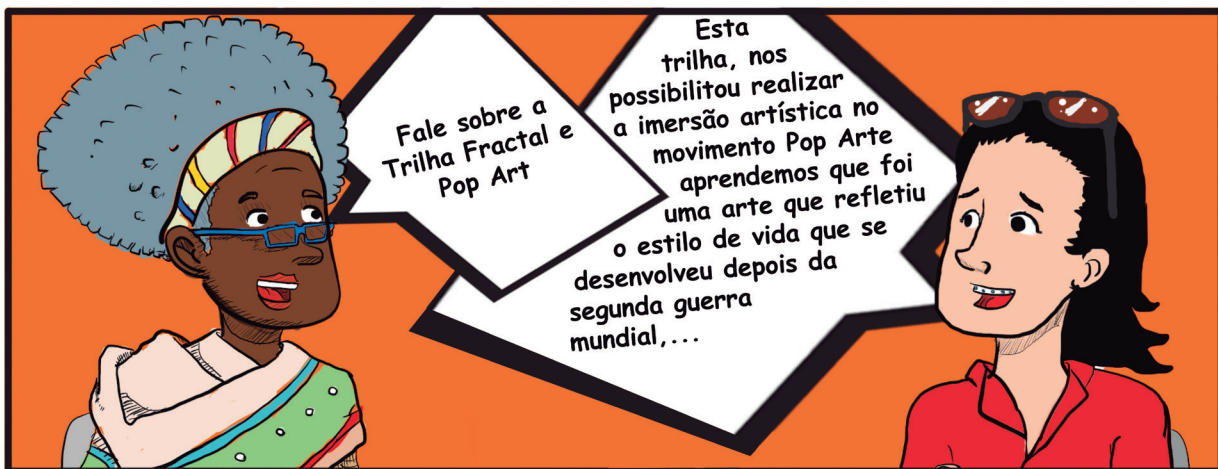 Fale sobre a
Trilha Fractal e
Pop Art
Esta
trilha, nos
possibilitou realizar
a imersão artística no
movimento Pop Arte
aprendemos que foi
uma arte que refletiu
o estilo de vida que se
desenvolveu depois da
segunda guerra
mundial,...